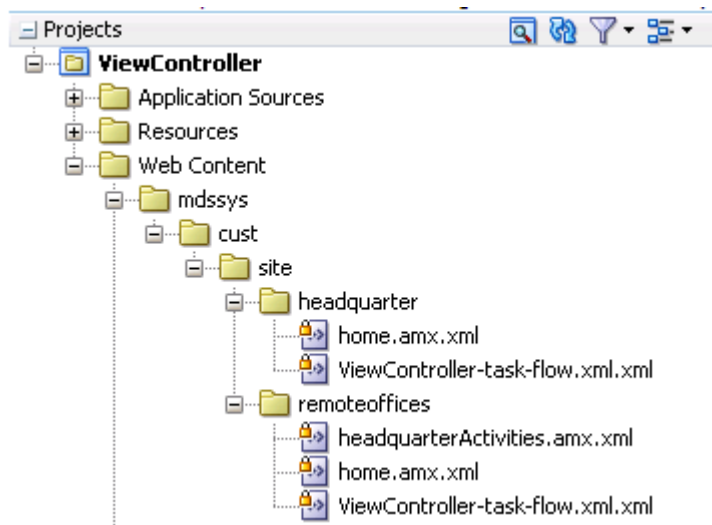 Projects
ViewController
Application Sources
Resources
Web Content
mdssys
cust
site
headquarter
home.amx.xml
ViewController-task-flow.xml.xml
remoteoffices
headquarterActivities.amx.xml
home.amx.xml
ViewController-task-flow.xml.xml